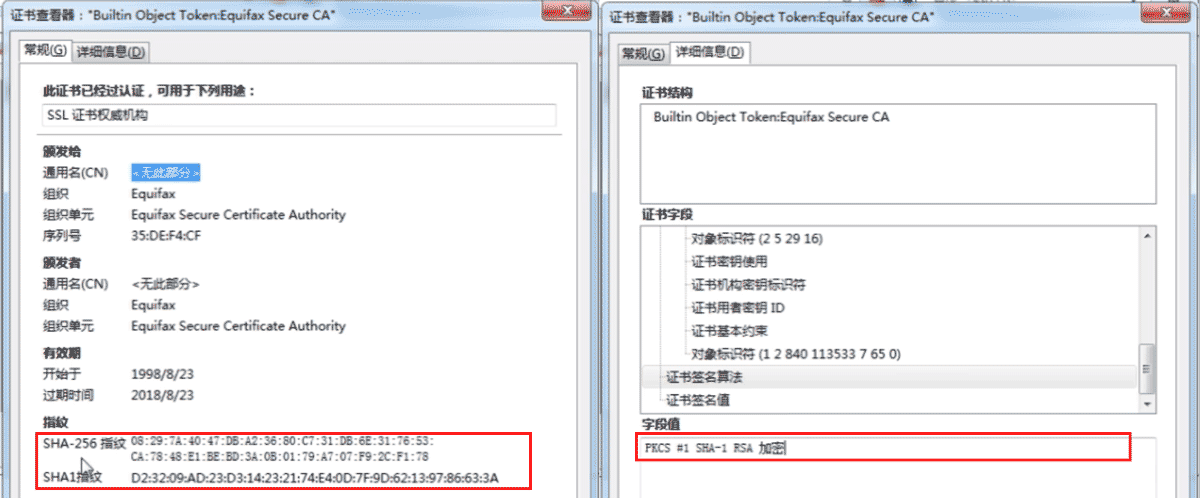 证书查看器："Builtin Object Token:Equifax Secure CA"
常规(G) 详细信息(D)
此证书已经过认证，可用于下列用途：
SSL 证书权威机构
颁发给
通用名(CN) <无此部分>
组织 Equifax
组织单元 Equifax Secure Certificate Authority
序列号 35:DE:F4:CF
颁发者
通用名(CN) <无此部分>
组织 Equifax
组织单元 Equifax Secure Certificate Authority
有效期
开始于 1998/8/23
过期时间 2018/8/23
指纹
SHA-256 指纹 08:29:7A:40:47:DB:A2:36:80:C7:31:DB:6E:31:76:53:
CA:78:48:E1:BE:BD:3A:0B:01:79:A7:07:F9:2C:F1:78
SHA1指纹 D2:32:09:AD:23:D3:14:23:21:74:E4:0D:7F:9D:62:13:97:86:63:3A
证书查看器："Builtin Object Token:Equifax Secure CA"
常规(G) 详细信息(D)
证书结构
Builtin Object Token:Equifax Secure CA
证书字段
对象标识符 (2 5 29 16)
证书密钥使用
证书机构密钥标识符
证书用者密钥 ID
证书基本约束
对象标识符 (1 2 840 113533 7 65 0)
证书签名算法
证书签名值
字段值
PKCS #1 SHA-1 RSA 加密